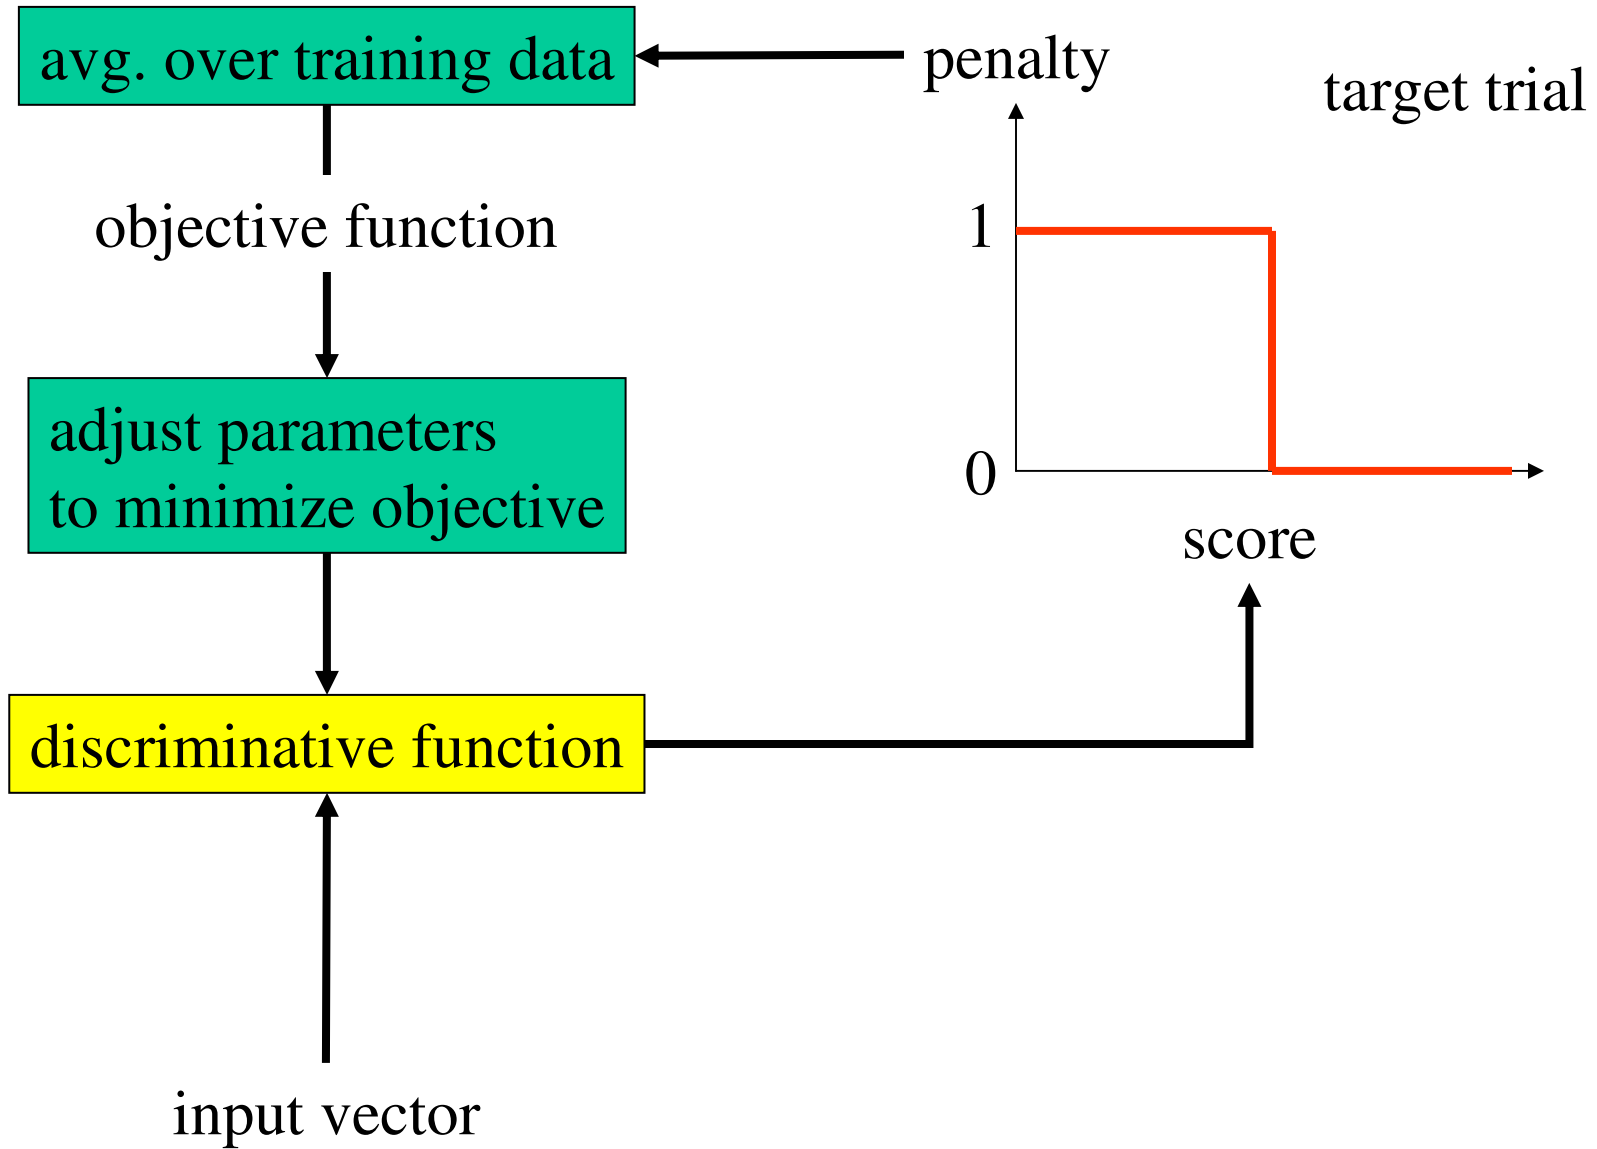 avg. over training data
penalty
target trial
objective function
1
adjust parameters
to minimize objective
0
score
discriminative function
input vector